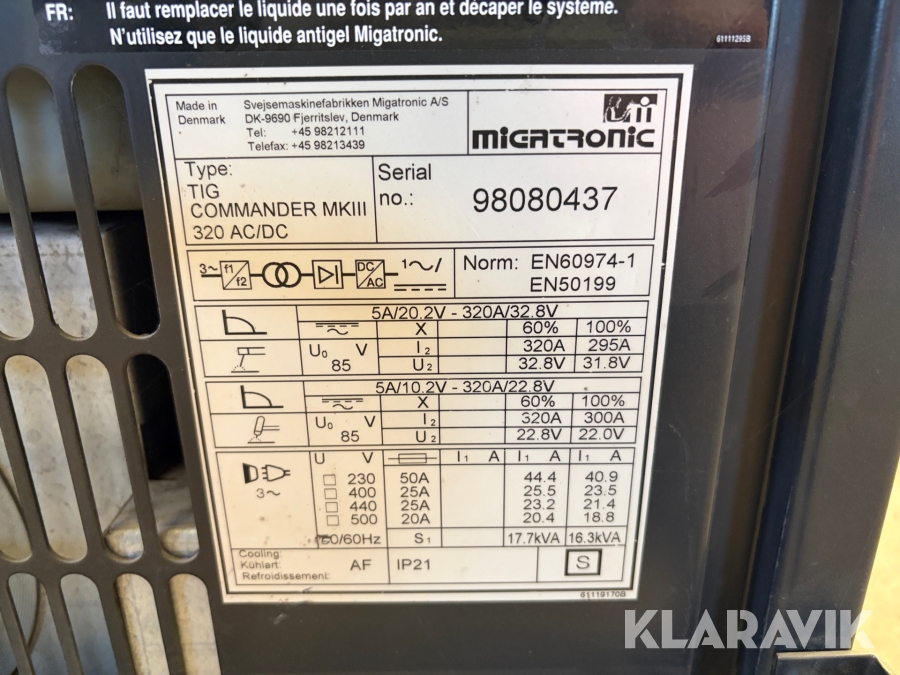 FR: Il faut remplacer le liquide une fois par an et décaper le système.
N'utilisez que le liquide antigel Migatronic.
61111295B
Made in Denmark
Svejsemaskinefabrikken Migatronic A/S
DK-9690 Fjerritslev, Denmark
Tel: +45 98212111
Telefax: +45 98213439
MIGATRONIC
Type:
TIG
COMMANDER MKIII
320 AC/DC
Serial
no.: 98080437
3~ f1 f2 DC AC 1~/
Norm: EN60974-1
EN50199
5A/20.2V - 320A/32.8V
X 60% 100%
U0 V I2 320A 295A
85 U2 32.8V 31.8V
5A/10.2V - 320A/22.8V
X 60% 100%
U0 V I2 320A 300A
85 U2 22.8V 22.0V
3~
U V I1 A I1 A I1 A
230 50A 44.4 40.9
400 25A 25.5 23.5
440 25A 23.2 21.4
500 20A 20.4 18.8
50/60Hz S1 17.7kVA 16.3kVA
Cooling:
Kühlart: AF IP21 S
Refroidissement:
61119170B
KLARAVIK